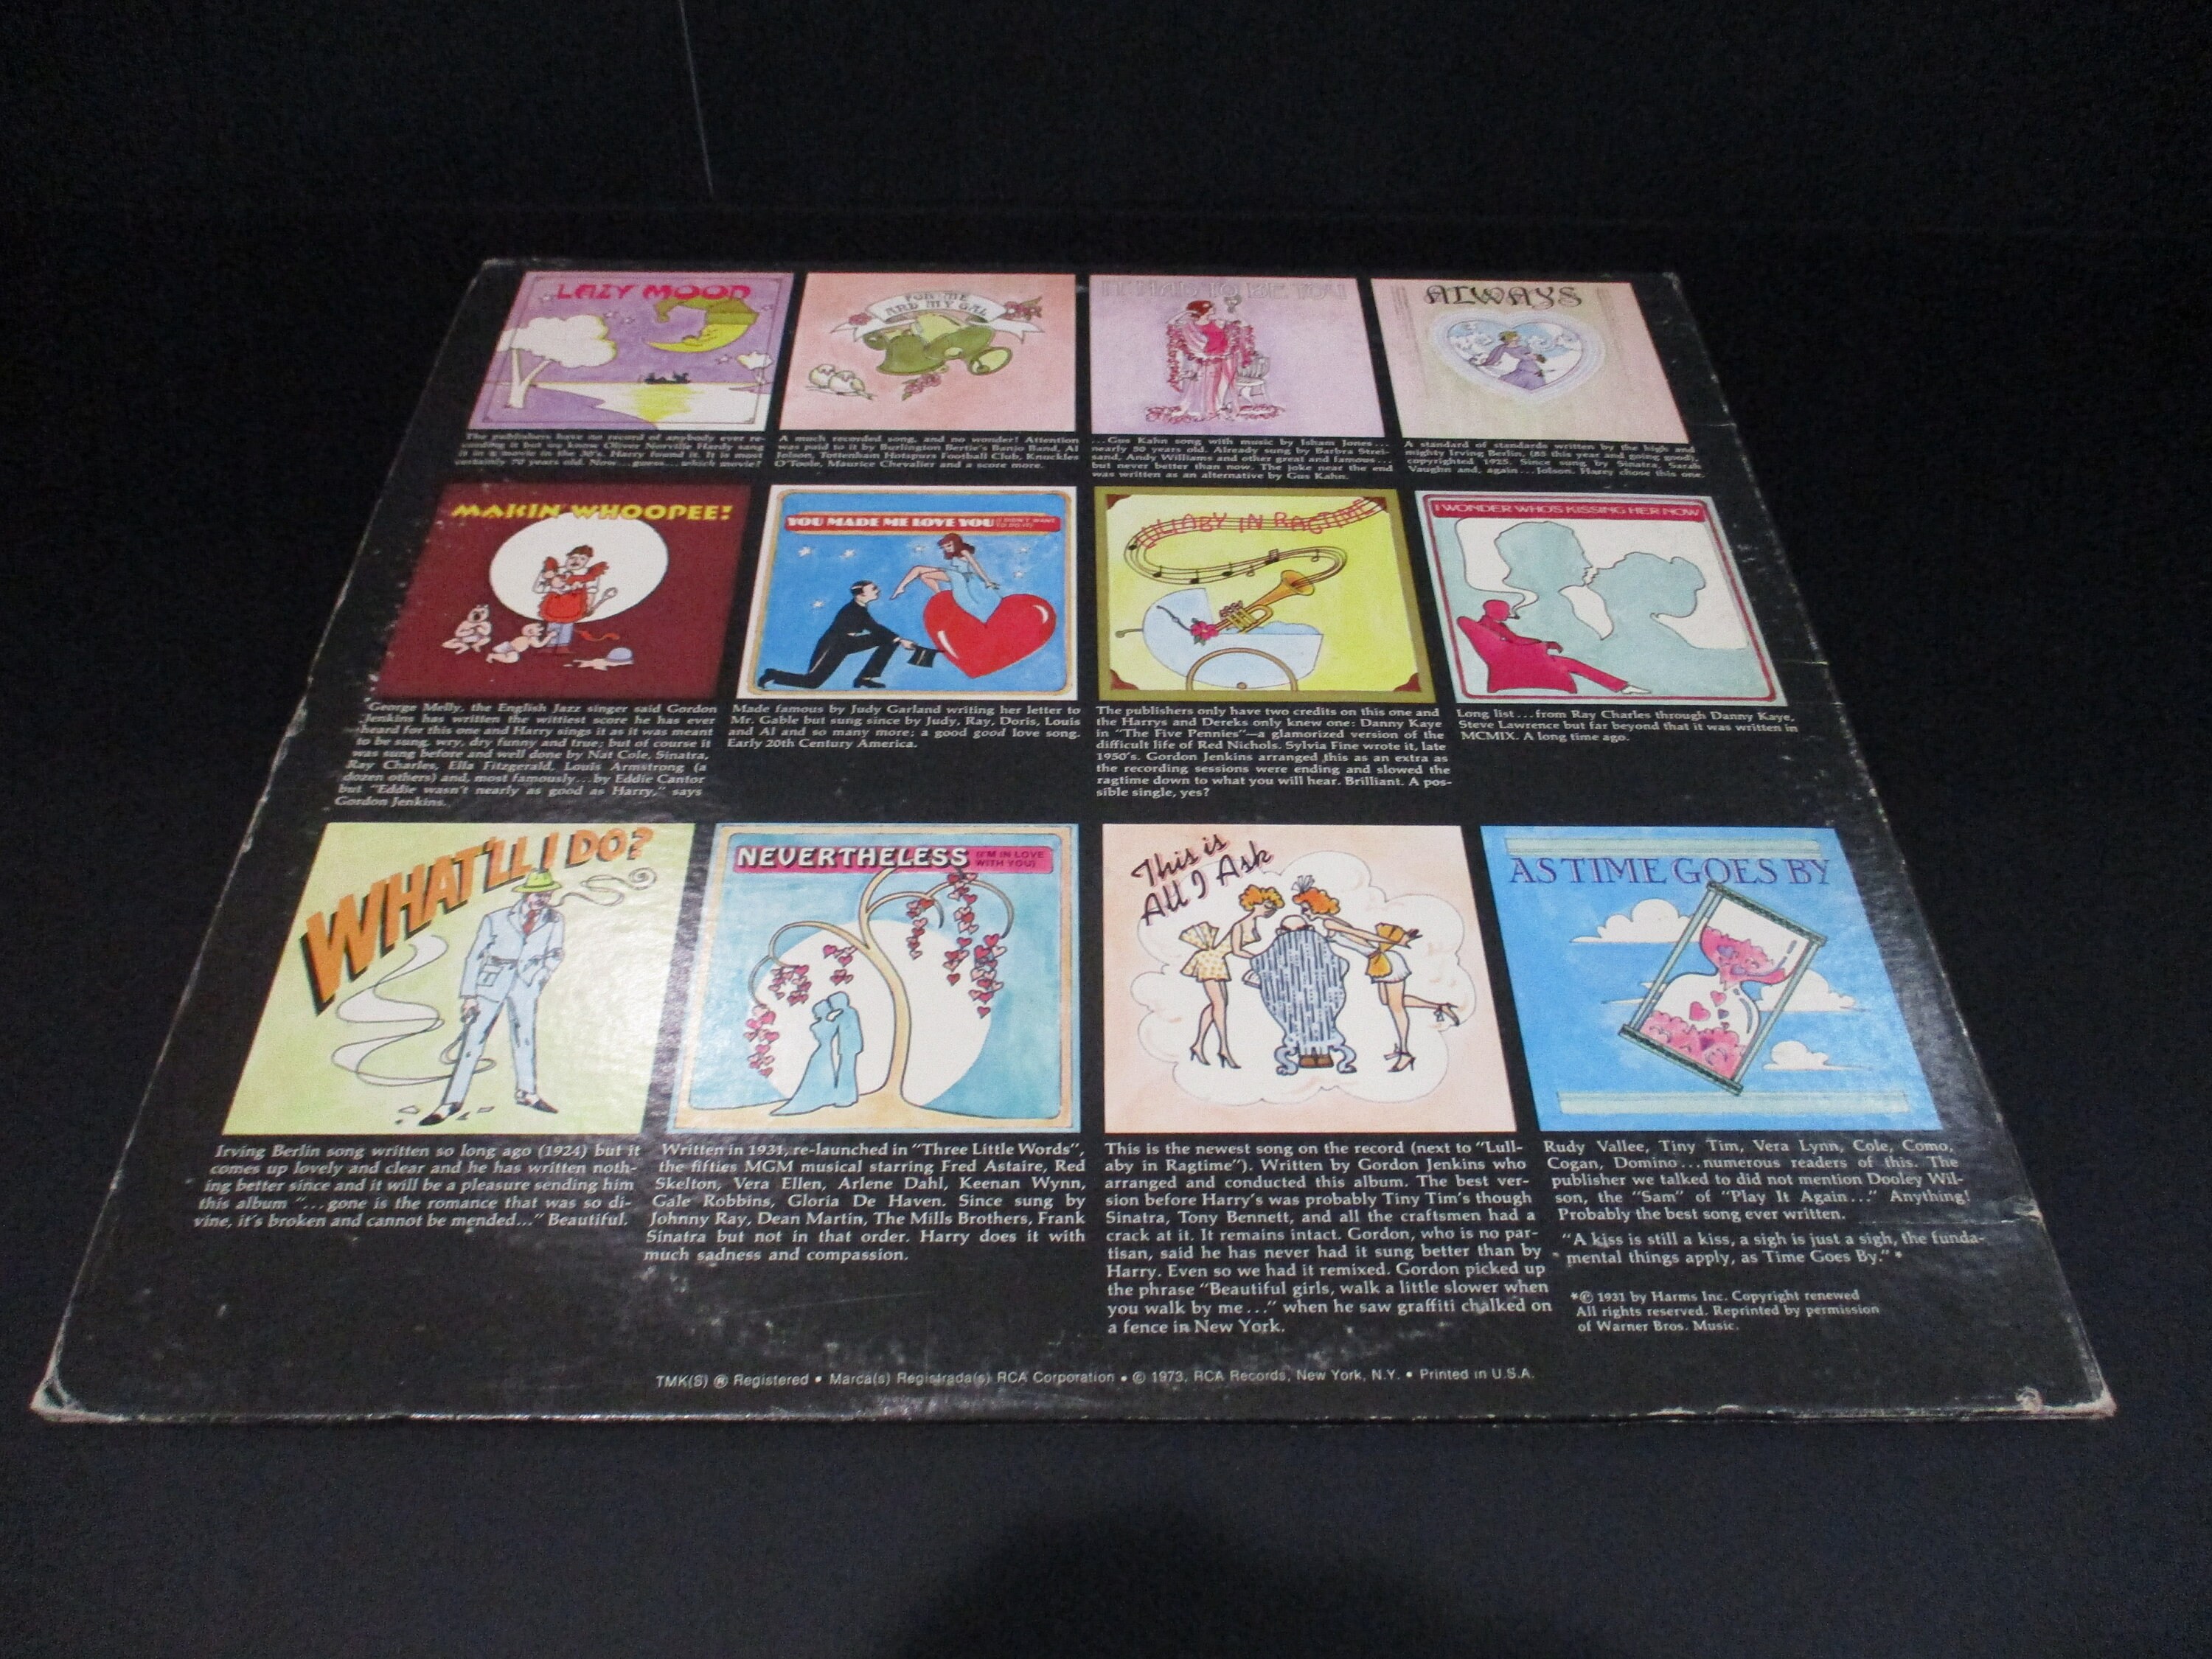 LAZY MOON
The publishers have no record of anybody ever re-
cording it but we know Oliver Norville Hardy sang
is in a movie in the 30's. Harry found it. It is most
certainly 70 years old. Now...guess...which movie?
FOR ME
AND MY GAL
A much recorded song, and no wonder! Attention
was paid to it by Burlington Bertie's Banjo Band, Al
Jolson, Tottenham Hotspurs Football Club, Knuckles
O'Toole, Maurice Chevalier and a score more.
IT HAD TO BE YOU
...Gus Kahn song with music by Isham Jones...
nearly 50 years old. Already sung by Barbra Strei-
sand, Andy Williams and other great and famous-
but never better than now. The joke near the end
was written as an alternative by Gus Kahn.
ALWAYS
A standard of standards written by the high and
mighty Irving Berlin, (85 this year and going good),
copyrighted 1925. Since sung by Sinatra, Sarah
Vaughn and, again...Jolson. Harry chose this one.
MAKIN WHOOPEE!
George Melly, the English Jazz singer said Gordon
Jenkins has written the wittiest score he has ever
heard for this one and Harry sings it as it was meant
to be sung, wry, dry funny and true; but of course it
was sung before and well done by Nat Cole, Sinatra,
Ray Charles, Ella Fitzgerald, Louis Armstrong (a
dozen others) and, most famously...by Eddie Cantor
but "Eddie wasn't nearly as good as Harry," says
Gordon Jenkins.
YOU MADE ME LOVE YOU (I DIDN'T WANT
TO DO IT)
Made famous by Judy Garland writing her letter to
Mr. Gable but sung since by Judy, Ray, Doris, Louis
and Al and so many more; a good good love song.
Early 20th Century America.
LULLABY IN RAGTIME
The publishers only have two credits on this one and
the Harrys and Dereks only knew one: Danny Kaye
in "The Five Pennies"—a glamorized version of the
difficult life of Red Nichols. Sylvia Fine wrote it, late
1950's. Gordon Jenkins arranged this as an extra as
the recording sessions were ending and slowed the
ragtime down to what you will hear. Brilliant. A pos-
sible single, yes?
I WONDER WHO'S KISSING HER NOW
Long list...from Ray Charles through Danny Kaye,
Steve Lawrence but far beyond that it was written in
MCMIX. A long time ago.
WHAT'LL I DO?
Irving Berlin song written so long ago (1924) but it
comes up lovely and clear and he has written noth-
ing better since and it will be a pleasure sending him
this album "...gone is the romance that was so di-
vine, it's broken and cannot be mended..." Beautiful.
NEVERTHELESS (I'M IN LOVE
WITH YOU)
Written in 1931, re-launched in "Three Little Words",
the fifties MGM musical starring Fred Astaire, Red
Skelton, Vera Ellen, Arlene Dahl, Keenan Wynn,
Gale Robbins, Gloria De Haven. Since sung by
Johnny Ray, Dean Martin, The Mills Brothers, Frank
Sinatra but not in that order. Harry does it with
much sadness and compassion.
This is
All I Ask
This is the newest song on the record (next to "Lull-
aby in Ragtime"). Written by Gordon Jenkins who
arranged and conducted this album. The best ver-
sion before Harry's was probably Tiny Tim's though
Sinatra, Tony Bennett, and all the craftsmen had a
crack at it. It remains intact. Gordon, who is no par-
tisan, said he has never had it sung better than by
Harry. Even so we had it remixed. Gordon picked up
the phrase "Beautiful girls, walk a little slower when
you walk by me..." when he saw graffiti chalked on
a fence in New York.
AS TIME GOES BY
Rudy Vallee, Tiny Tim, Vera Lynn, Cole, Como,
Cogan, Domino...numerous readers of this. The
publisher we talked to did not mention Dooley Wil-
son, the "Sam" of "Play It Again..." Anything!
Probably the best song ever written.
"A kiss is still a kiss, a sigh is just a sigh, the funda-
mental things apply, as Time Goes By." *
*© 1931 by Harms Inc. Copyright renewed
All rights reserved. Reprinted by permission
of Warner Bros. Music.
TMK(S) ® Registered • Marca(s) Registrada(s) RCA Corporation • © 1973, RCA Records, New York, N.Y. • Printed in U.S.A.